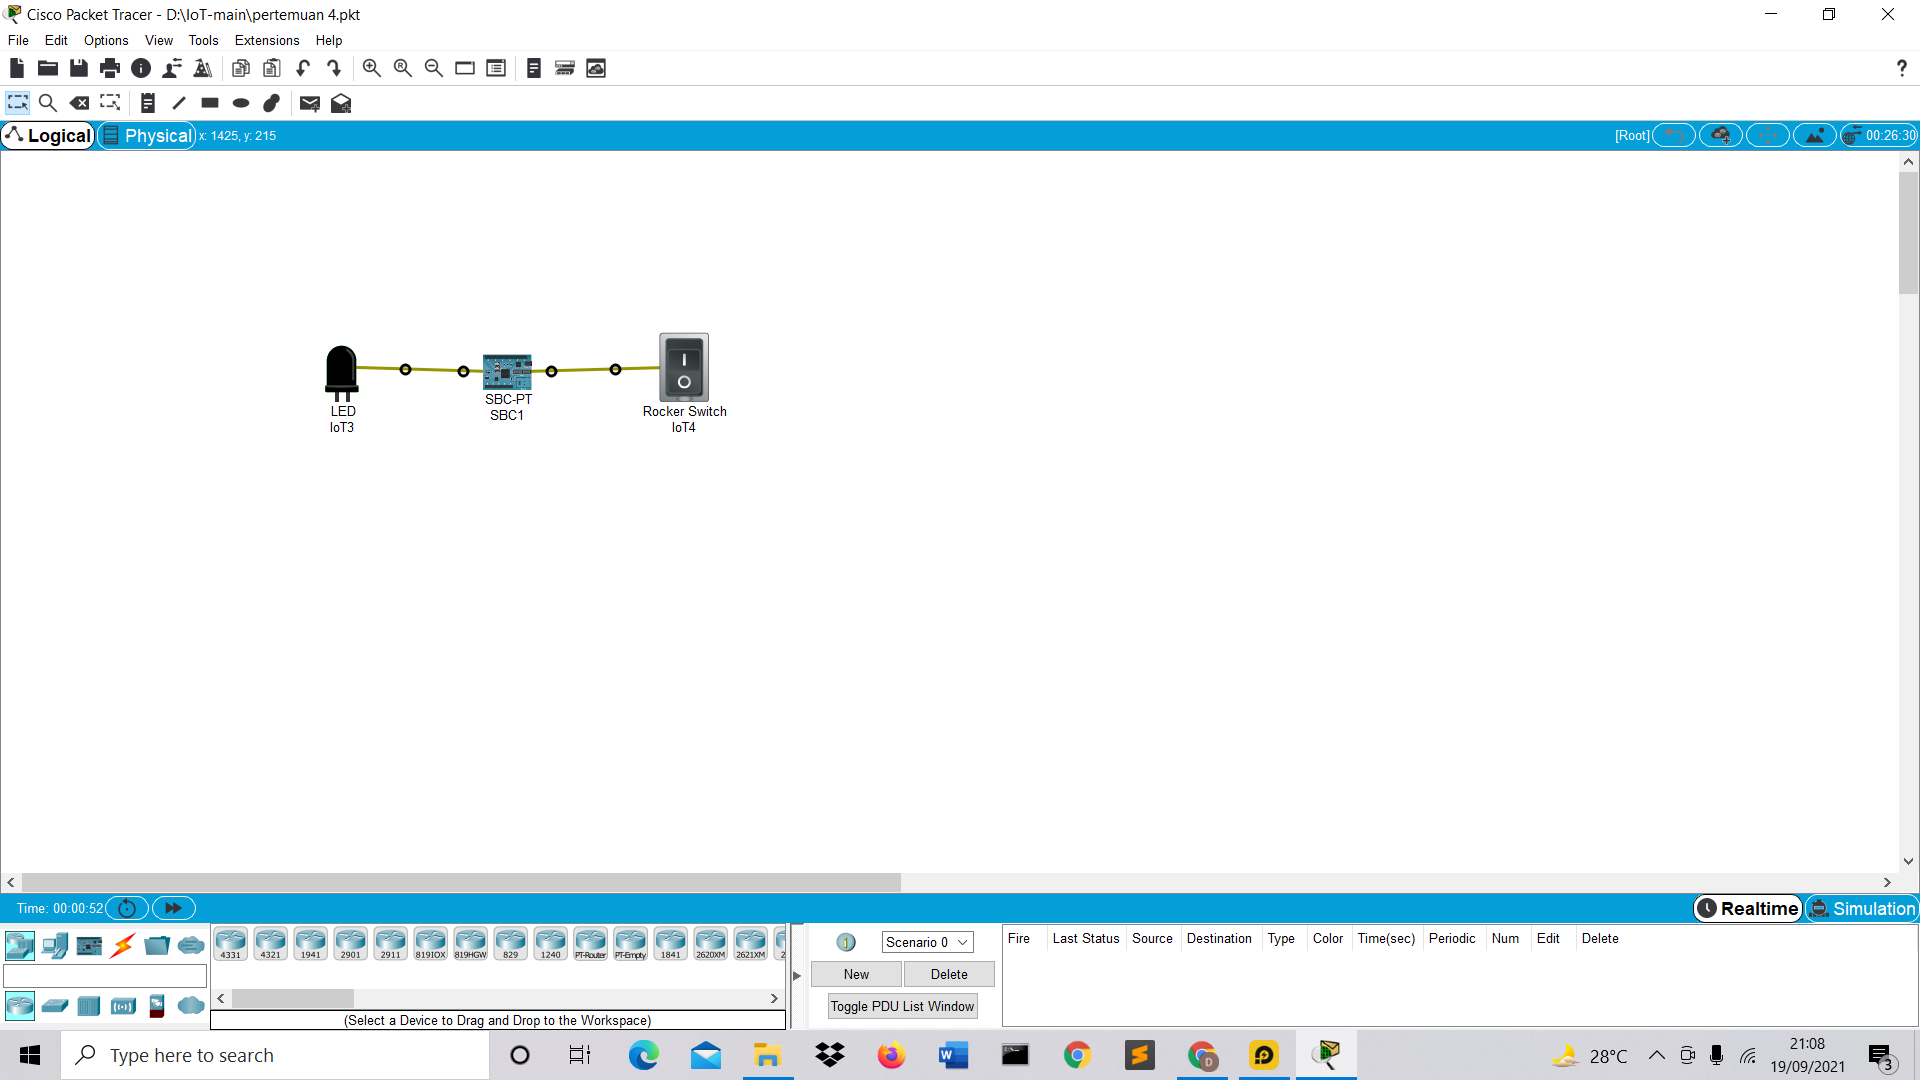 Cisco Packet Tracer - D:\IoT-main\pertemuan 4.pkt
File Edit Options View Tools Extensions Help
?
Logical Physical x: 1425, y: 215 [Root] 00:26:30
LED
IoT3
SBC-PT
SBC1
Rocker Switch
IoT4
Time: 00:00:52 Realtime Simulation
4331 4321 1941 2901 2911 819IOX 819HGW 829 1240 PT-Router PT-Empty 1841 2620XM 2621XM
(Select a Device to Drag and Drop to the Workspace)
Scenario 0
New Delete
Toggle PDU List Window
Fire Last Status Source Destination Type Color Time(sec) Periodic Num Edit Delete
Type here to search
28°C
21:08
19/09/2021
3